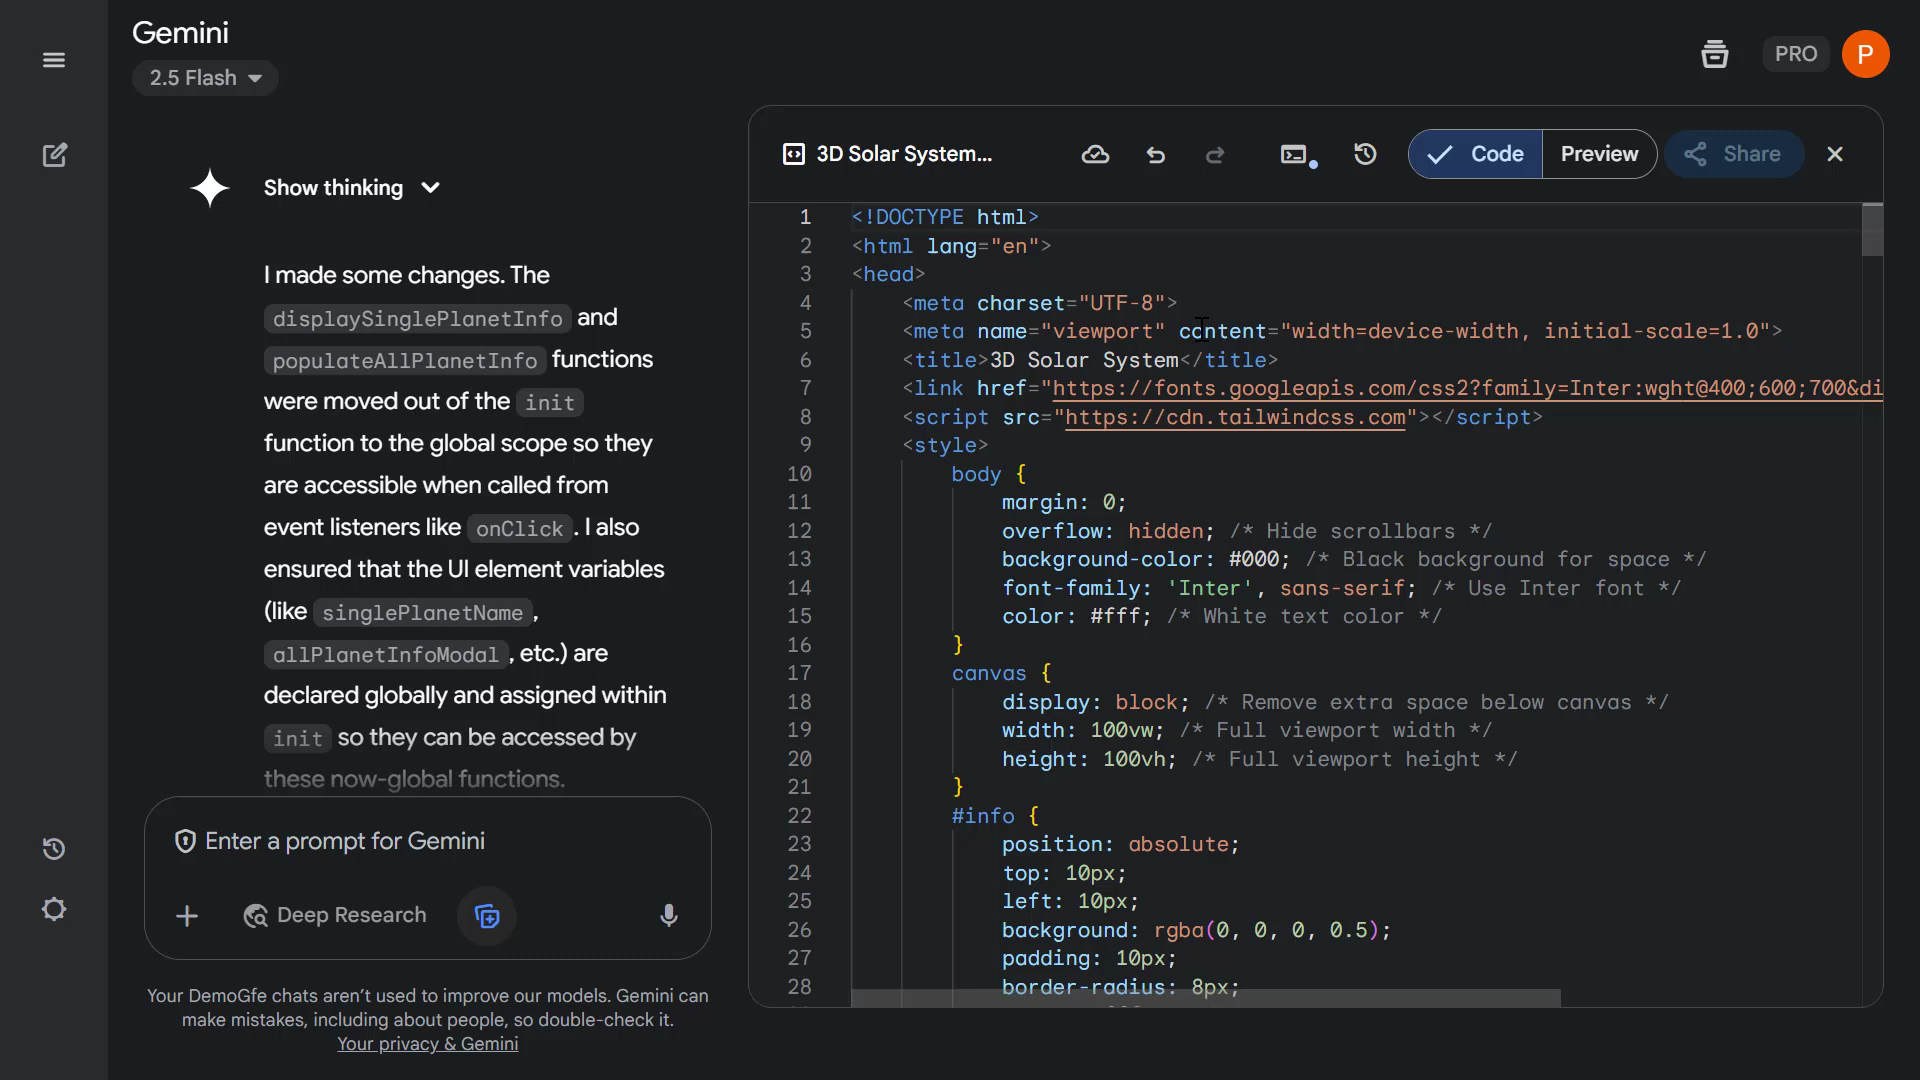 Gemini
2.5 Flash
PRO
P
Show thinking
I made some changes. The
displaySinglePlanetInfo and
populateAllPlanetInfo functions
were moved out of the init
function to the global scope so they
are accessible when called from
event listeners like onClick. I also
ensured that the UI element variables
(like singlePlanetName,
allPlanetInfoModal, etc.) are
declared globally and assigned within
init so they can be accessed by
these now-global functions.
Enter a prompt for Gemini
Deep Research
Your DemoGfe chats aren't used to improve our models. Gemini can
make mistakes, including about people, so double-check it.
Your privacy & Gemini
3D Solar System...
Code
Preview
Share
1 <!DOCTYPE html>
2 <html lang="en">
3 <head>
4 <meta charset="UTF-8">
5 <meta name="viewport" content="width=device-width, initial-scale=1.0">
6 <title>3D Solar System</title>
7 <link href="https://fonts.googleapis.com/css2?family=Inter:wght@400;600;700&di
8 <script src="https://cdn.tailwindcss.com"></script>
9 <style>
10 body {
11 margin: 0;
12 overflow: hidden; /* Hide scrollbars */
13 background-color: #000; /* Black background for space */
14 font-family: 'Inter', sans-serif; /* Use Inter font */
15 color: #fff; /* White text color */
16 }
17 canvas {
18 display: block; /* Remove extra space below canvas */
19 width: 100vw; /* Full viewport width */
20 height: 100vh; /* Full viewport height */
21 }
22 #info {
23 position: absolute;
24 top: 10px;
25 left: 10px;
26 background: rgba(0, 0, 0, 0.5);
27 padding: 10px;
28 border-radius: 8px;